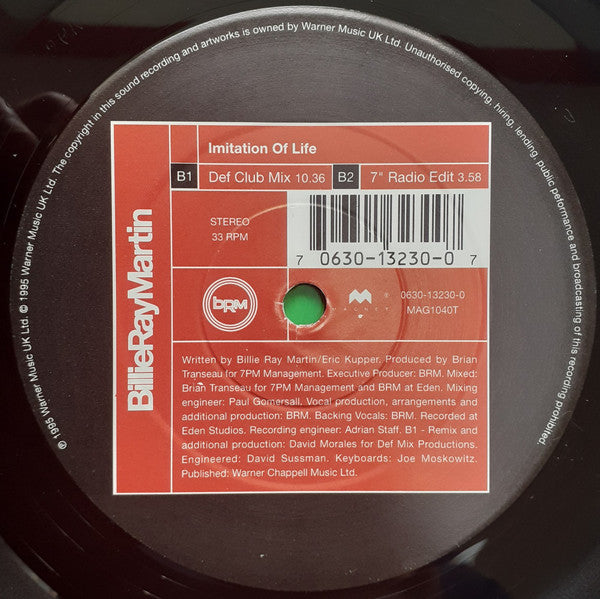 ℗ 1995 Warner Music UK Ltd. © 1995 Warner Music UK Ltd. The copyright in this sound recording and artworks is owned by Warner Music UK Ltd. Unauthorised copying, hiring, lending, public peformance and broadcasting of this recording prohibited.
BillieRayMartin
Imitation Of Life
B1 Def Club Mix 10.36 B2 7" Radio Edit 3.58
STEREO
33 RPM
7 0630-13230-0 7
brm
MAGNET
®
0630-13230-0
MAG1040T
Written by Billie Ray Martin/Eric Kupper. Produced by Brian
Transeau for 7PM Management. Executive Producer: BRM. Mixed:
Brian Transeau for 7PM Management and BRM at Eden. Mixing
engineer: Paul Gomersall. Vocal production, arrangements and
additional production: BRM. Backing Vocals: BRM. Recorded at
Eden Studios. Recording engineer: Adrian Staff. B1 - Remix and
additional production: David Morales for Def Mix Productions.
Engineered: David Sussman. Keyboards: Joe Moskowitz.
Published: Warner Chappell Music Ltd.